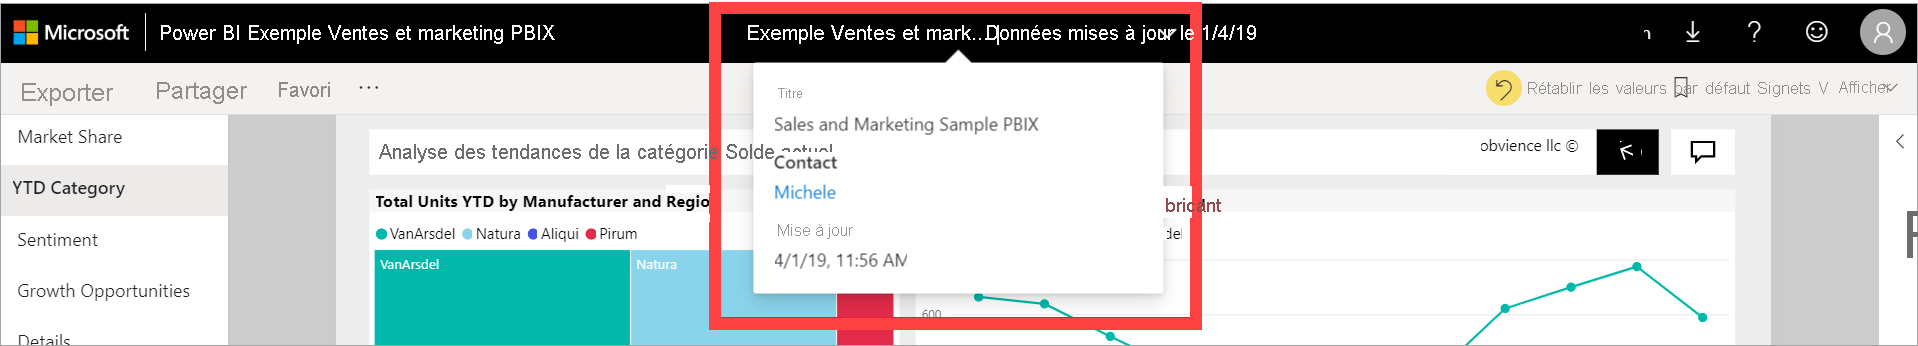 Microsoft
Power BI Exemple Ventes et marketing PBIX
Exemple Ventes et mark...
Données mises à jour le 1/4/19
?
Exporter
Partager
Favori
...
Rétablir les valeurs par défaut
Signets V
Afficher
Market Share
YTD Category
Sentiment
Growth Opportunities
Details
Titre
Sales and Marketing Sample PBIX
Contact
Michele
Mise à jour
4/1/19, 11:56 AM
Analyse des tendances de la catégorie Solde actuel
obvience llc ©
Total Units YTD by Manufacturer and Regio
VanArsdel Natura Aliqui Pirum
VanArsdel
Natura
bricant
del
600